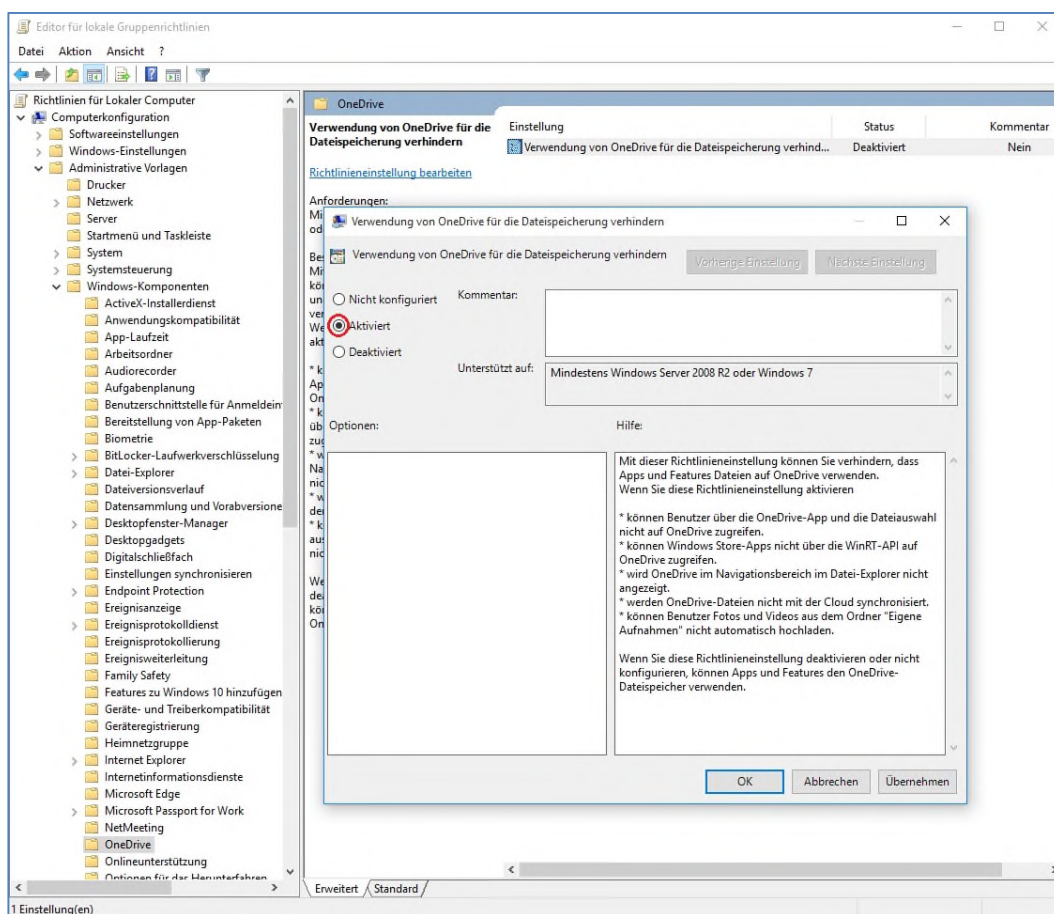 Editor für lokale Gruppenrichtlinien
Datei Aktion Ansicht ?
Richtlinien für Lokaler Computer
Computerkonfiguration
Softwareeinstellungen
Windows-Einstellungen
Administrative Vorlagen
Drucker
Netzwerk
Server
Startmenü und Taskleiste
System
Systemsteuerung
Windows-Komponenten
ActiveX-Installerdienst
Anwendungskompatibilität
App-Laufzeit
Arbeitsordner
Audiorecorder
Aufgabenplanung
Benutzerschnittstelle für Anmeldein
Bereitstellung von App-Paketen
Biometrie
BitLocker-Laufwerkverschlüsselung
Datei-Explorer
Dateiversionsverlauf
Datensammlung und Vorabversione
Desktopfenster-Manager
Desktopgadgets
Digitalschließfach
Einstellungen synchronisieren
Endpoint Protection
Ereignisanzeige
Ereignisprotokolldienst
Ereignisprotokollierung
Ereignisweiterleitung
Family Safety
Features zu Windows 10 hinzufügen
Geräte- und Treiberkompatibilität
Geräteregistrierung
Heimnetzgruppe
Internet Explorer
Internetinformationsdienste
Microsoft Edge
Microsoft Passport for Work
NetMeeting
OneDrive
Onlineunterstützung
Optionen für das Herunterfahren
1 Einstellung(en)
OneDrive
Verwendung von OneDrive für die
Dateispeicherung verhindern
Richtlinieneinstellung bearbeiten
Anforderungen:
Einstellung Status Kommentar
Verwendung von OneDrive für die Dateispeicherung verhind... Deaktiviert Nein
Verwendung von OneDrive für die Dateispeicherung verhindern
Verwendung von OneDrive für die Dateispeicherung verhindern
Vorherige Einstellung Nächste Einstellung
Nicht konfiguriert
Aktiviert
Deaktiviert
Kommentar:
Unterstützt auf:
Mindestens Windows Server 2008 R2 oder Windows 7
Optionen:
Hilfe:
Mit dieser Richtlinieneinstellung können Sie verhindern, dass
Apps und Features Dateien auf OneDrive verwenden.
Wenn Sie diese Richtlinieneinstellung aktivieren
* können Benutzer über die OneDrive-App und die Dateiauswahl
nicht auf OneDrive zugreifen.
* können Windows Store-Apps nicht über die WinRT-API auf
OneDrive zugreifen.
* wird OneDrive im Navigationsbereich im Datei-Explorer nicht
angezeigt.
* werden OneDrive-Dateien nicht mit der Cloud synchronisiert.
* können Benutzer Fotos und Videos aus dem Ordner "Eigene
Aufnahmen" nicht automatisch hochladen.
Wenn Sie diese Richtlinieneinstellung deaktivieren oder nicht
konfigurieren, können Apps und Features den OneDrive-
Dateispeicher verwenden.
OK Abbrechen Übernehmen
Erweitert Standard